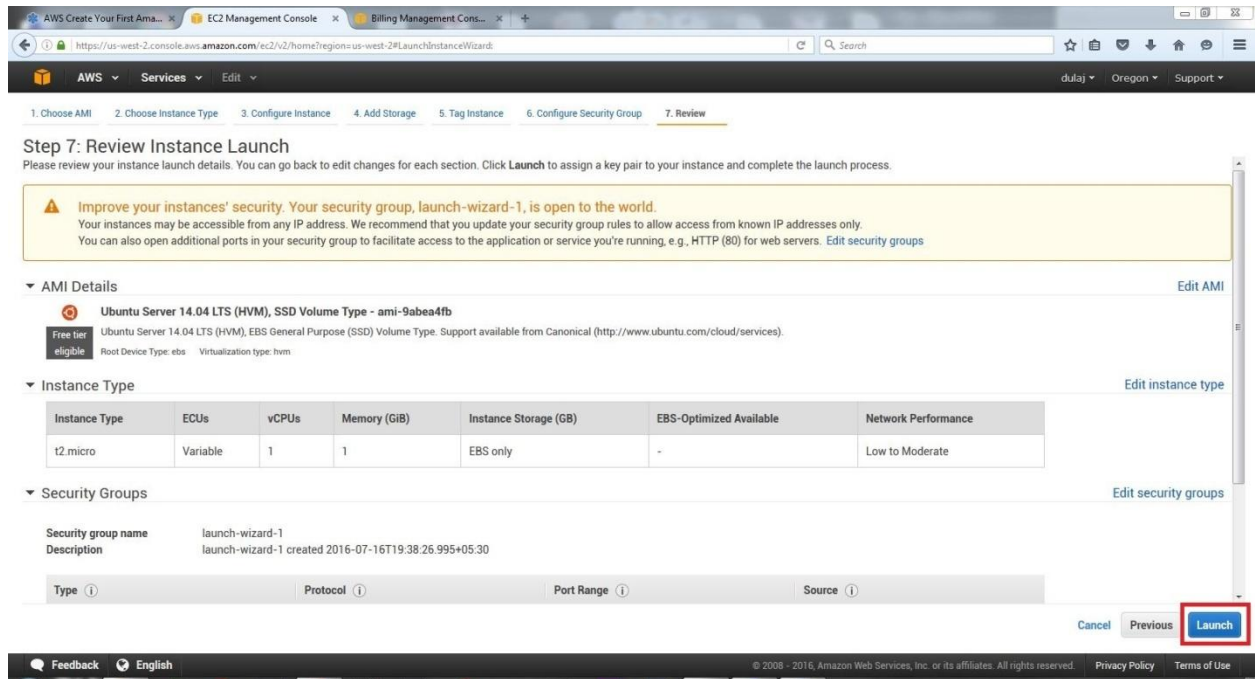 AWS Create Your First Ama...
EC2 Management Console
Billing Management Cons...
https://us-west-2.console.aws.amazon.com/ec2/v2/home?region=us-west-2#LaunchInstanceWizard:
Search
AWS Services Edit dulaj Oregon Support
1. Choose AMI 2. Choose Instance Type 3. Configure Instance 4. Add Storage 5. Tag Instance 6. Configure Security Group 7. Review
Step 7: Review Instance Launch
Please review your instance launch details. You can go back to edit changes for each section. Click Launch to assign a key pair to your instance and complete the launch process.
Improve your instances' security. Your security group, launch-wizard-1, is open to the world.
Your instances may be accessible from any IP address. We recommend that you update your security group rules to allow access from known IP addresses only.
You can also open additional ports in your security group to facilitate access to the application or service you're running, e.g., HTTP (80) for web servers. Edit security groups
AMI Details Edit AMI
Ubuntu Server 14.04 LTS (HVM), SSD Volume Type - ami-9abea4fb
Free tier eligible
Ubuntu Server 14.04 LTS (HVM), EBS General Purpose (SSD) Volume Type. Support available from Canonical (http://www.ubuntu.com/cloud/services).
Root Device Type: ebs Virtualization type: hvm
Instance Type Edit instance type
Instance Type ECUs vCPUs Memory (GiB) Instance Storage (GB) EBS-Optimized Available Network Performance
t2.micro Variable 1 1 EBS only - Low to Moderate
Security Groups Edit security groups
Security group name launch-wizard-1
Description launch-wizard-1 created 2016-07-16T19:38:26.995+05:30
Type Protocol Port Range Source
Cancel Previous Launch
Feedback English © 2008 - 2016, Amazon Web Services, Inc. or its affiliates. All rights reserved. Privacy Policy Terms of Use